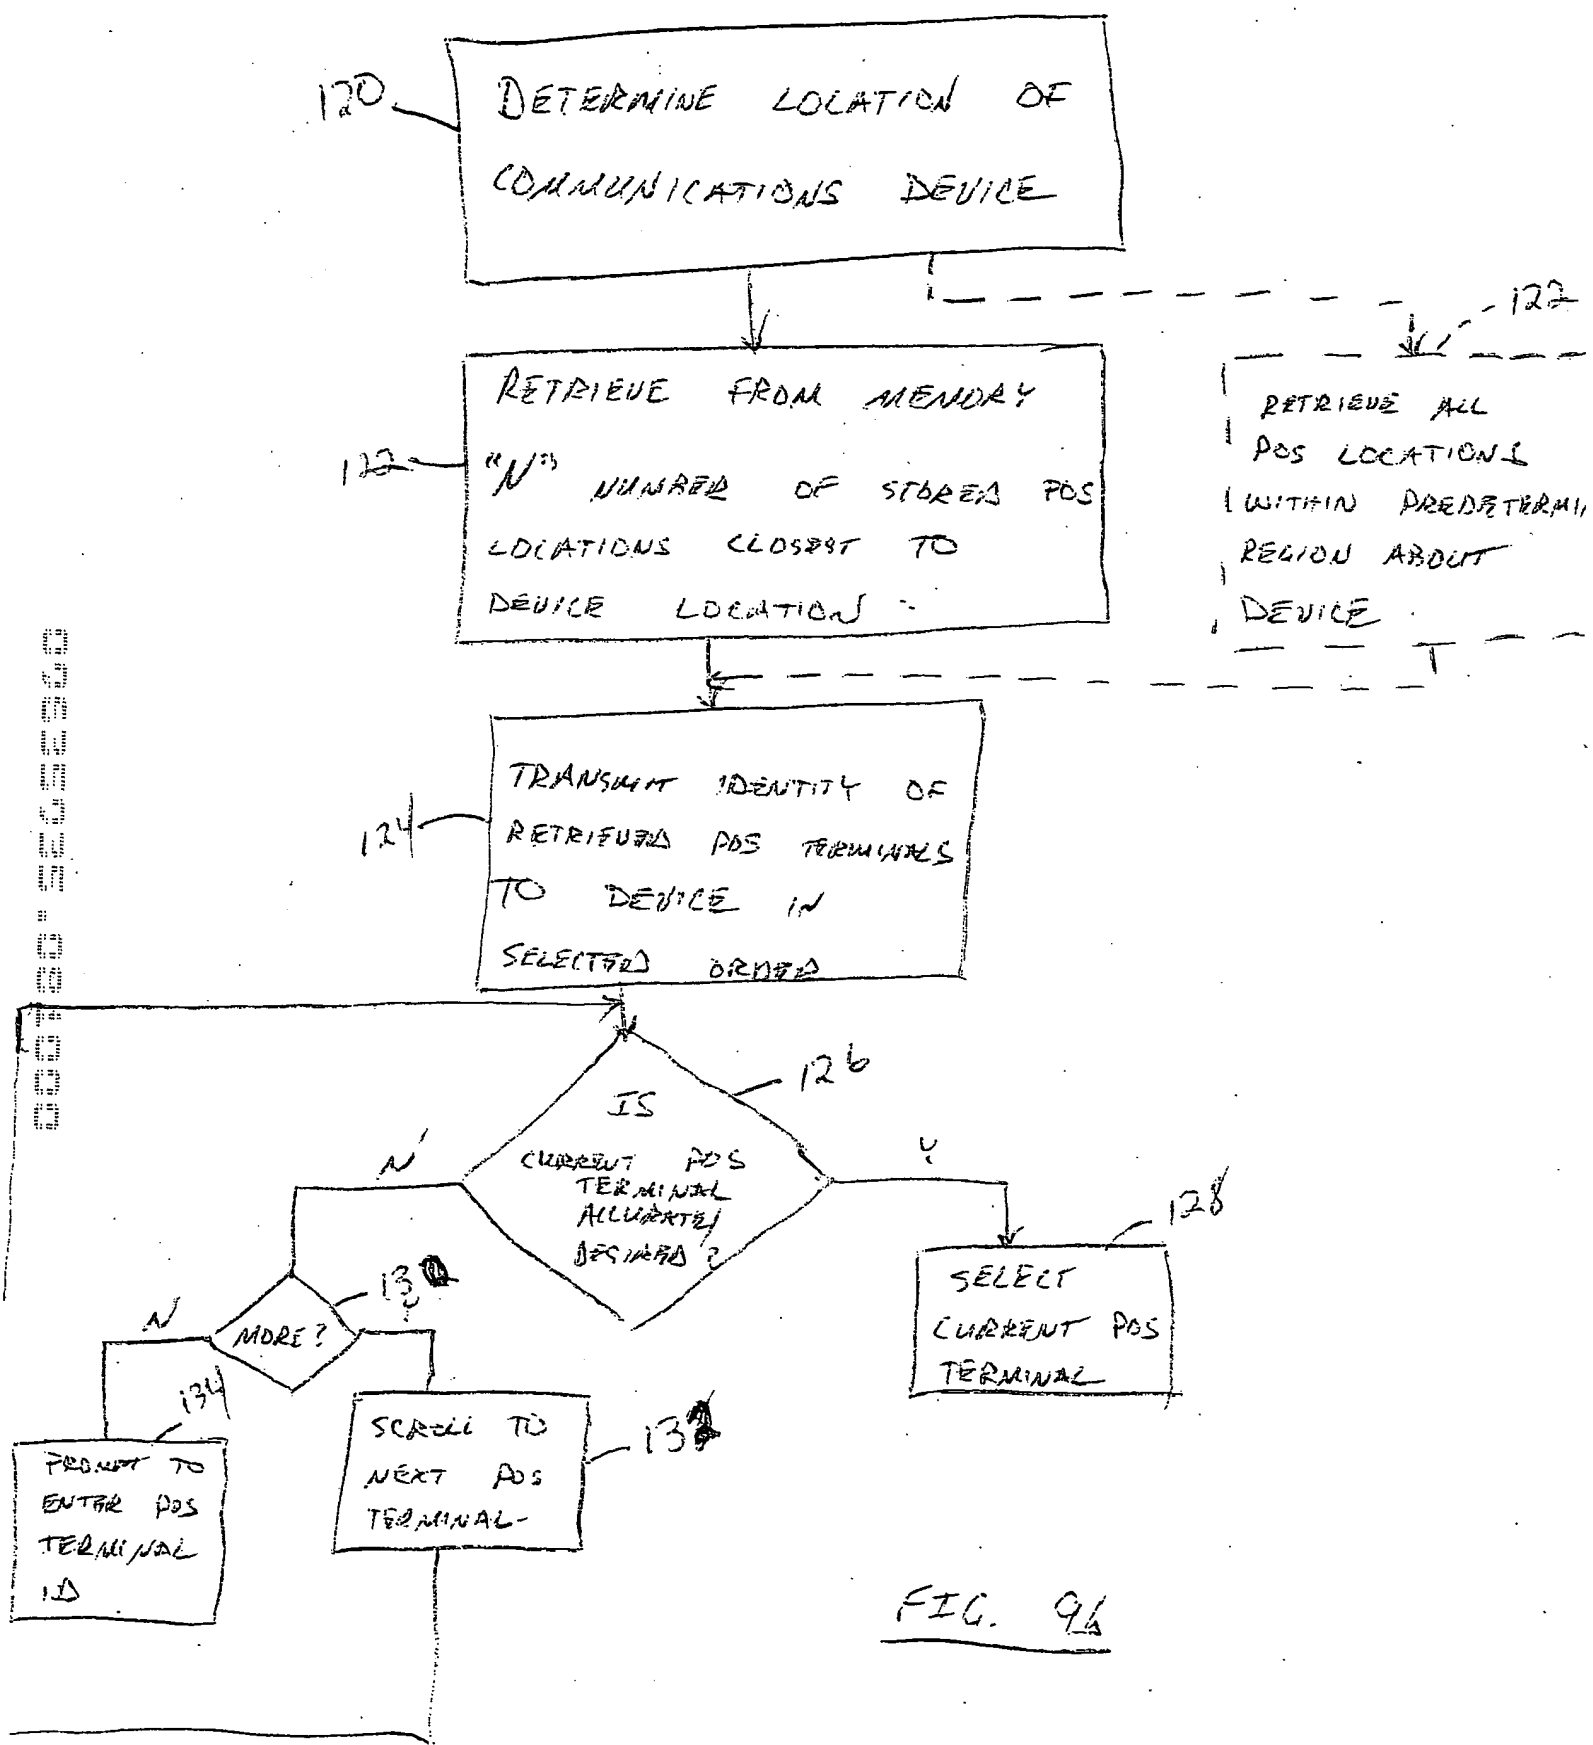 120
DETERMINE LOCATION OF
COMMUNICATIONS DEVICE
122
RETRIEVE FROM MEMORY
"N" NUMBER OF STORED POS
LOCATIONS CLOSEST TO
DEVICE LOCATION
122
RETRIEVE ALL
POS LOCATIONS
WITHIN PREDETERMI
REGION ABOUT
DEVICE
124
TRANSMIT IDENTITY OF
RETRIEVED POS TERMINALS
TO DEVICE IN
SELECTED ORDER
126
IS
CURRENT POS
TERMINAL
ACCURATE/
DESIRED?
N
Y
128
SELECT
CURRENT POS
TERMINAL
MORE?
N
Y
134
PROMPT TO
ENTER POS
TERMINAL
ID
SCROLL TO
NEXT POS
TERMINAL
FIG. 9b